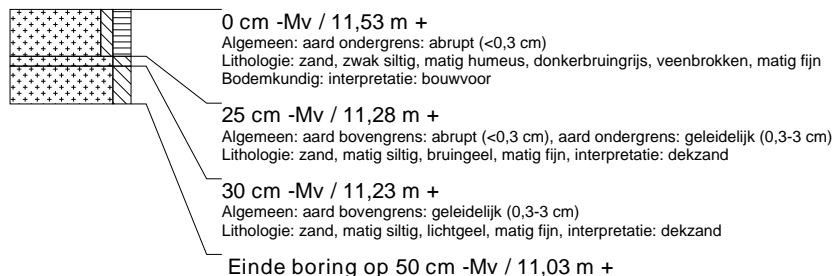 0 cm -Mv / 11,53 m +
Algemeen: aard ondergrens: abrupt (<0,3 cm)
Lithologie: zand, zwak siltig, matig humeus, donkerbruingrijs, veenbrokken, matig fijn
Bodemkundig: interpretatie: bouwvoor
25 cm -Mv / 11,28 m +
Algemeen: aard bovengrens: abrupt (<0,3 cm), aard ondergrens: geleidelijk (0,3-3 cm)
Lithologie: zand, matig siltig, bruingeel, matig fijn, interpretatie: dekzand
30 cm -Mv / 11,23 m +
Algemeen: aard bovengrens: geleidelijk (0,3-3 cm)
Lithologie: zand, matig siltig, lichtgeel, matig fijn, interpretatie: dekzand
Einde boring op 50 cm -Mv / 11,03 m +